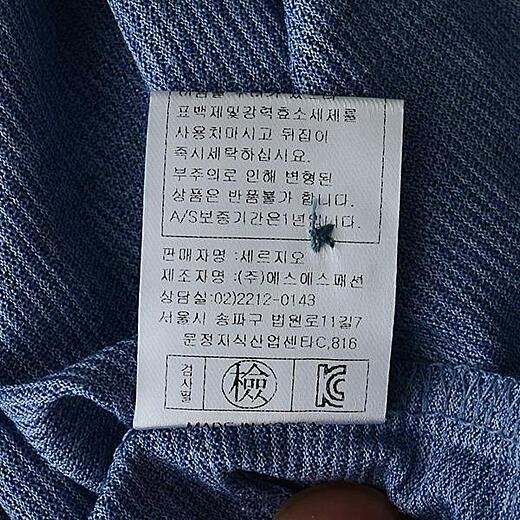 표백제및강력효소세제를
사용치마시고 뒤집어
즉시세탁하십시요.
부주의로 인해 변형된
상품은 반품불가 합니다.
A/S보증기간은1년입니다.
판매자명 : 세르지오
제조자명 : (주)에스에스패션
상담실:02)2212-0143
서울시 송파구 법원로11길7
문정지식산업센타C,816
검사필
檢
KC
MADE IN